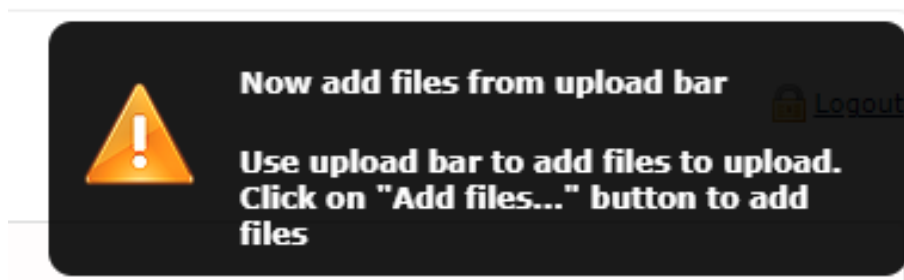 Now add files from upload bar
Logout
Use upload bar to add files to upload.
Click on "Add files..." button to add
files